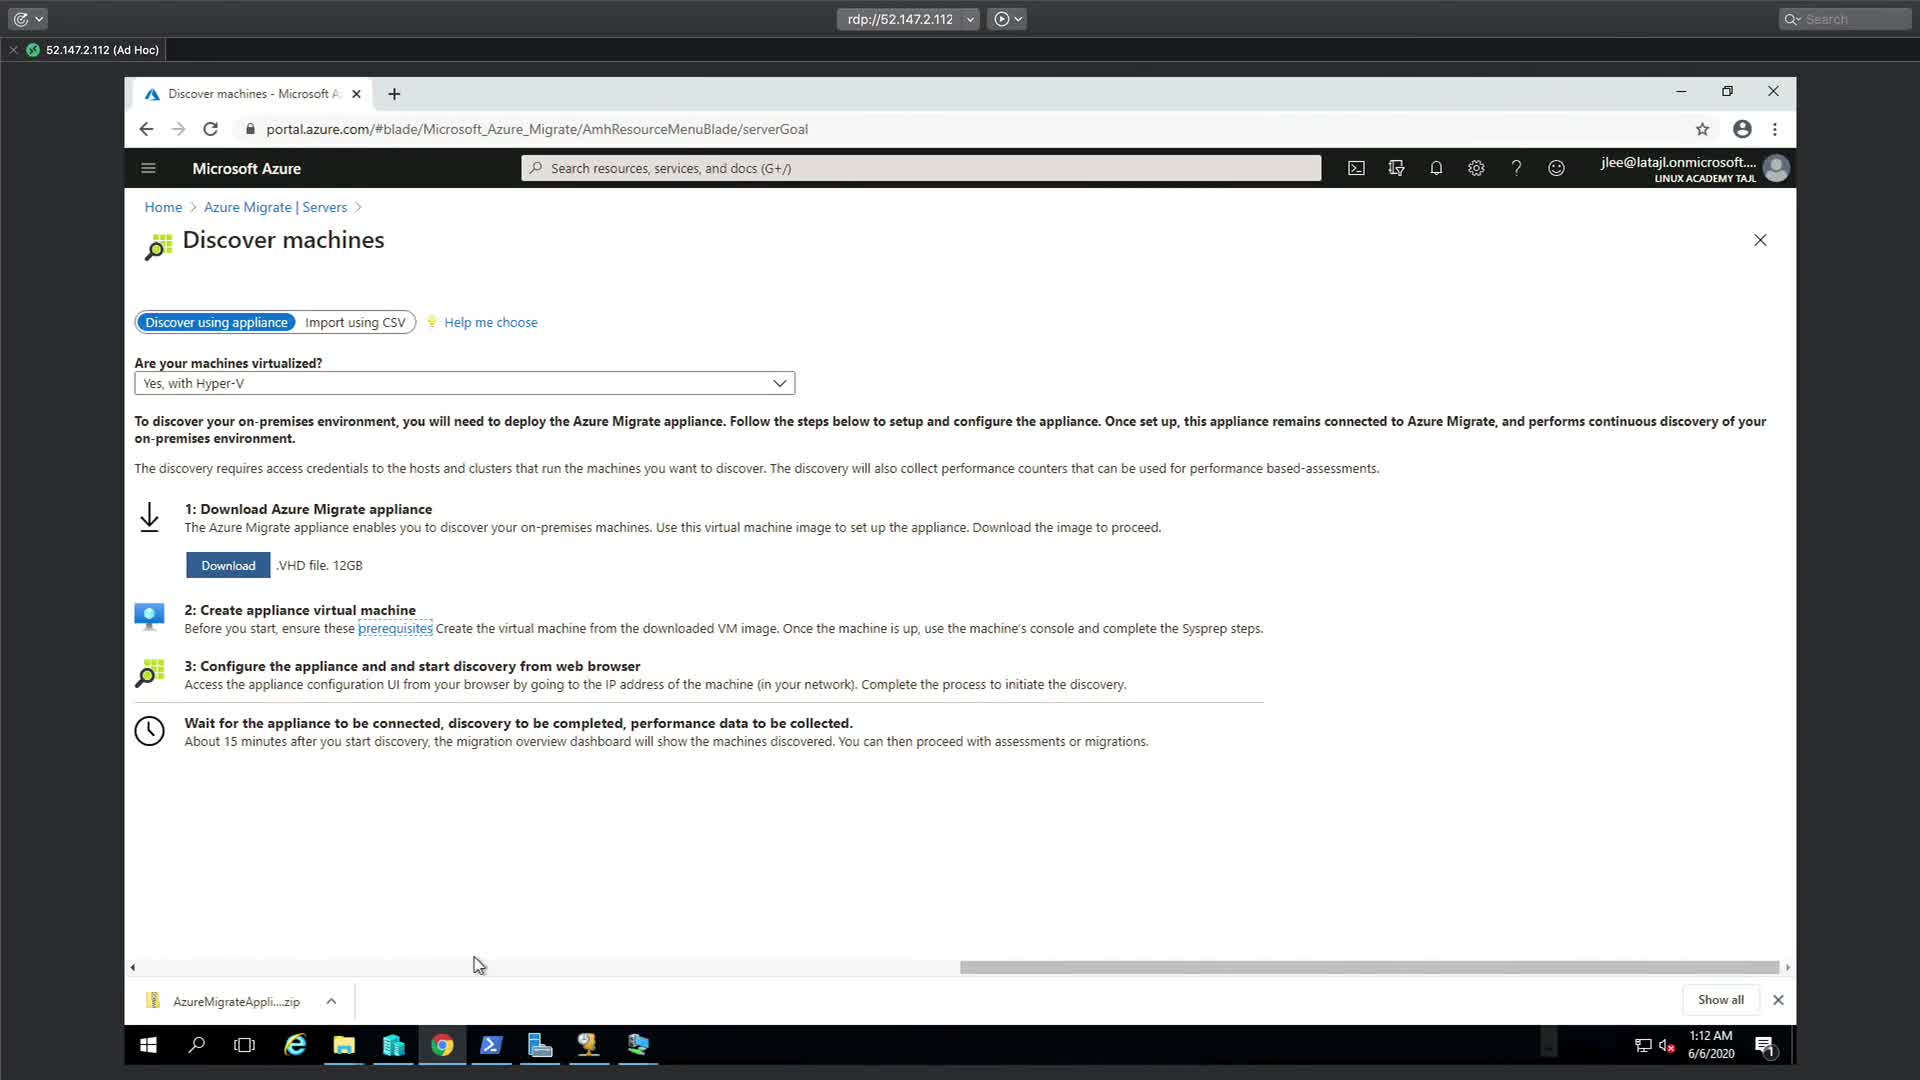 rdp://52.147.2.112
Search
52.147.2.112 (Ad Hoc)
Discover machines - Microsoft A
portal.azure.com/#blade/Microsoft_Azure_Migrate/AmhResourceMenuBlade/serverGoal
Microsoft Azure
Search resources, services, and docs (G+/)
jlee@latajl.onmicrosoft....
LINUX ACADEMY TAJL
Home
Azure Migrate | Servers
Discover machines
Discover using appliance
Import using CSV
Help me choose
Are your machines virtualized?
Yes, with Hyper-V
To discover your on-premises environment, you will need to deploy the Azure Migrate appliance. Follow the steps below to setup and configure the appliance. Once set up, this appliance remains connected to Azure Migrate, and performs continuous discovery of your
on-premises environment.
The discovery requires access credentials to the hosts and clusters that run the machines you want to discover. The discovery will also collect performance counters that can be used for performance based-assessments.
1: Download Azure Migrate appliance
The Azure Migrate appliance enables you to discover your on-premises machines. Use this virtual machine image to set up the appliance. Download the image to proceed.
Download
.VHD file. 12GB
2: Create appliance virtual machine
Before you start, ensure these prerequisites Create the virtual machine from the downloaded VM image. Once the machine is up, use the machine's console and complete the Sysprep steps.
3: Configure the appliance and and start discovery from web browser
Access the appliance configuration UI from your browser by going to the IP address of the machine (in your network). Complete the process to initiate the discovery.
Wait for the appliance to be connected, discovery to be completed, performance data to be collected.
About 15 minutes after you start discovery, the migration overview dashboard will show the machines discovered. You can then proceed with assessments or migrations.
AzureMigrateAppli....zip
Show all
1:12 AM
6/6/2020
1